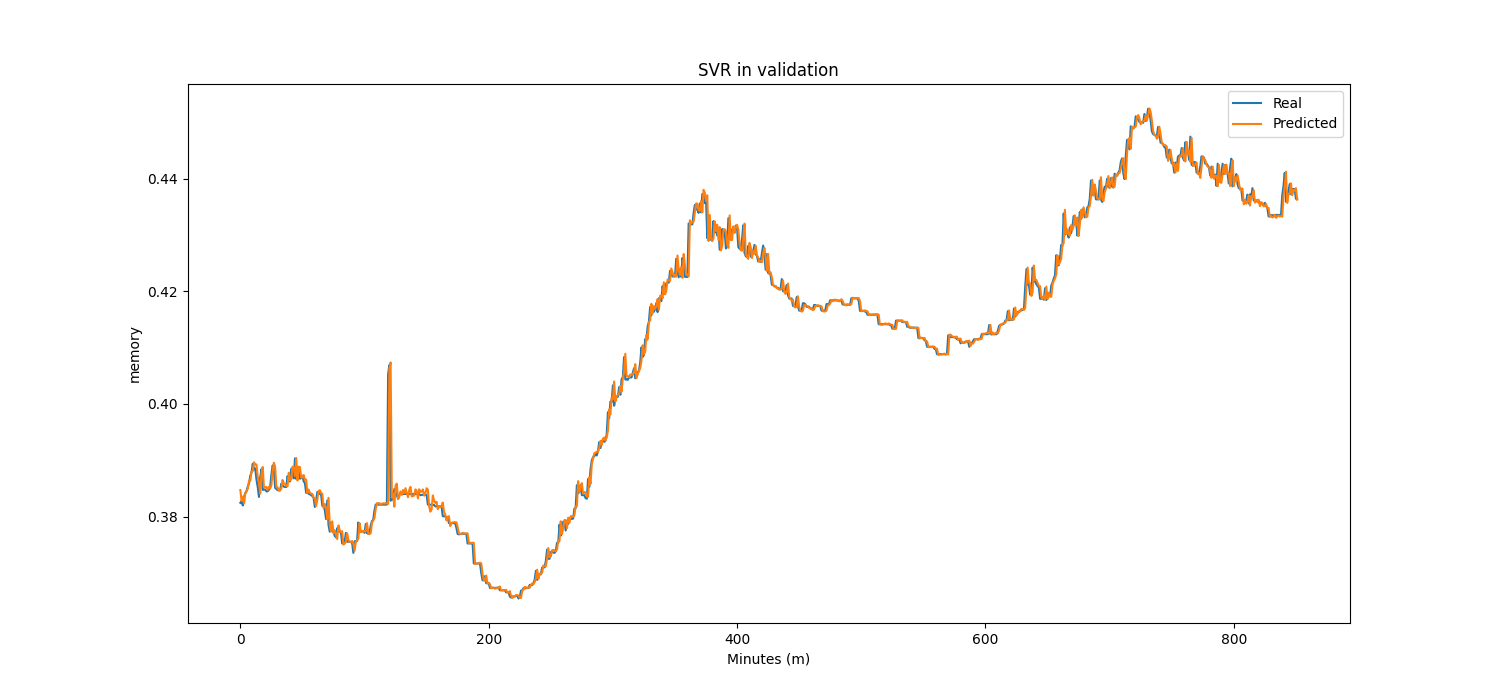 SVR in validation
Real
Predicted
memory
0.44
0.42
0.40
0.38
0
200
400
600
800
Minutes (m)